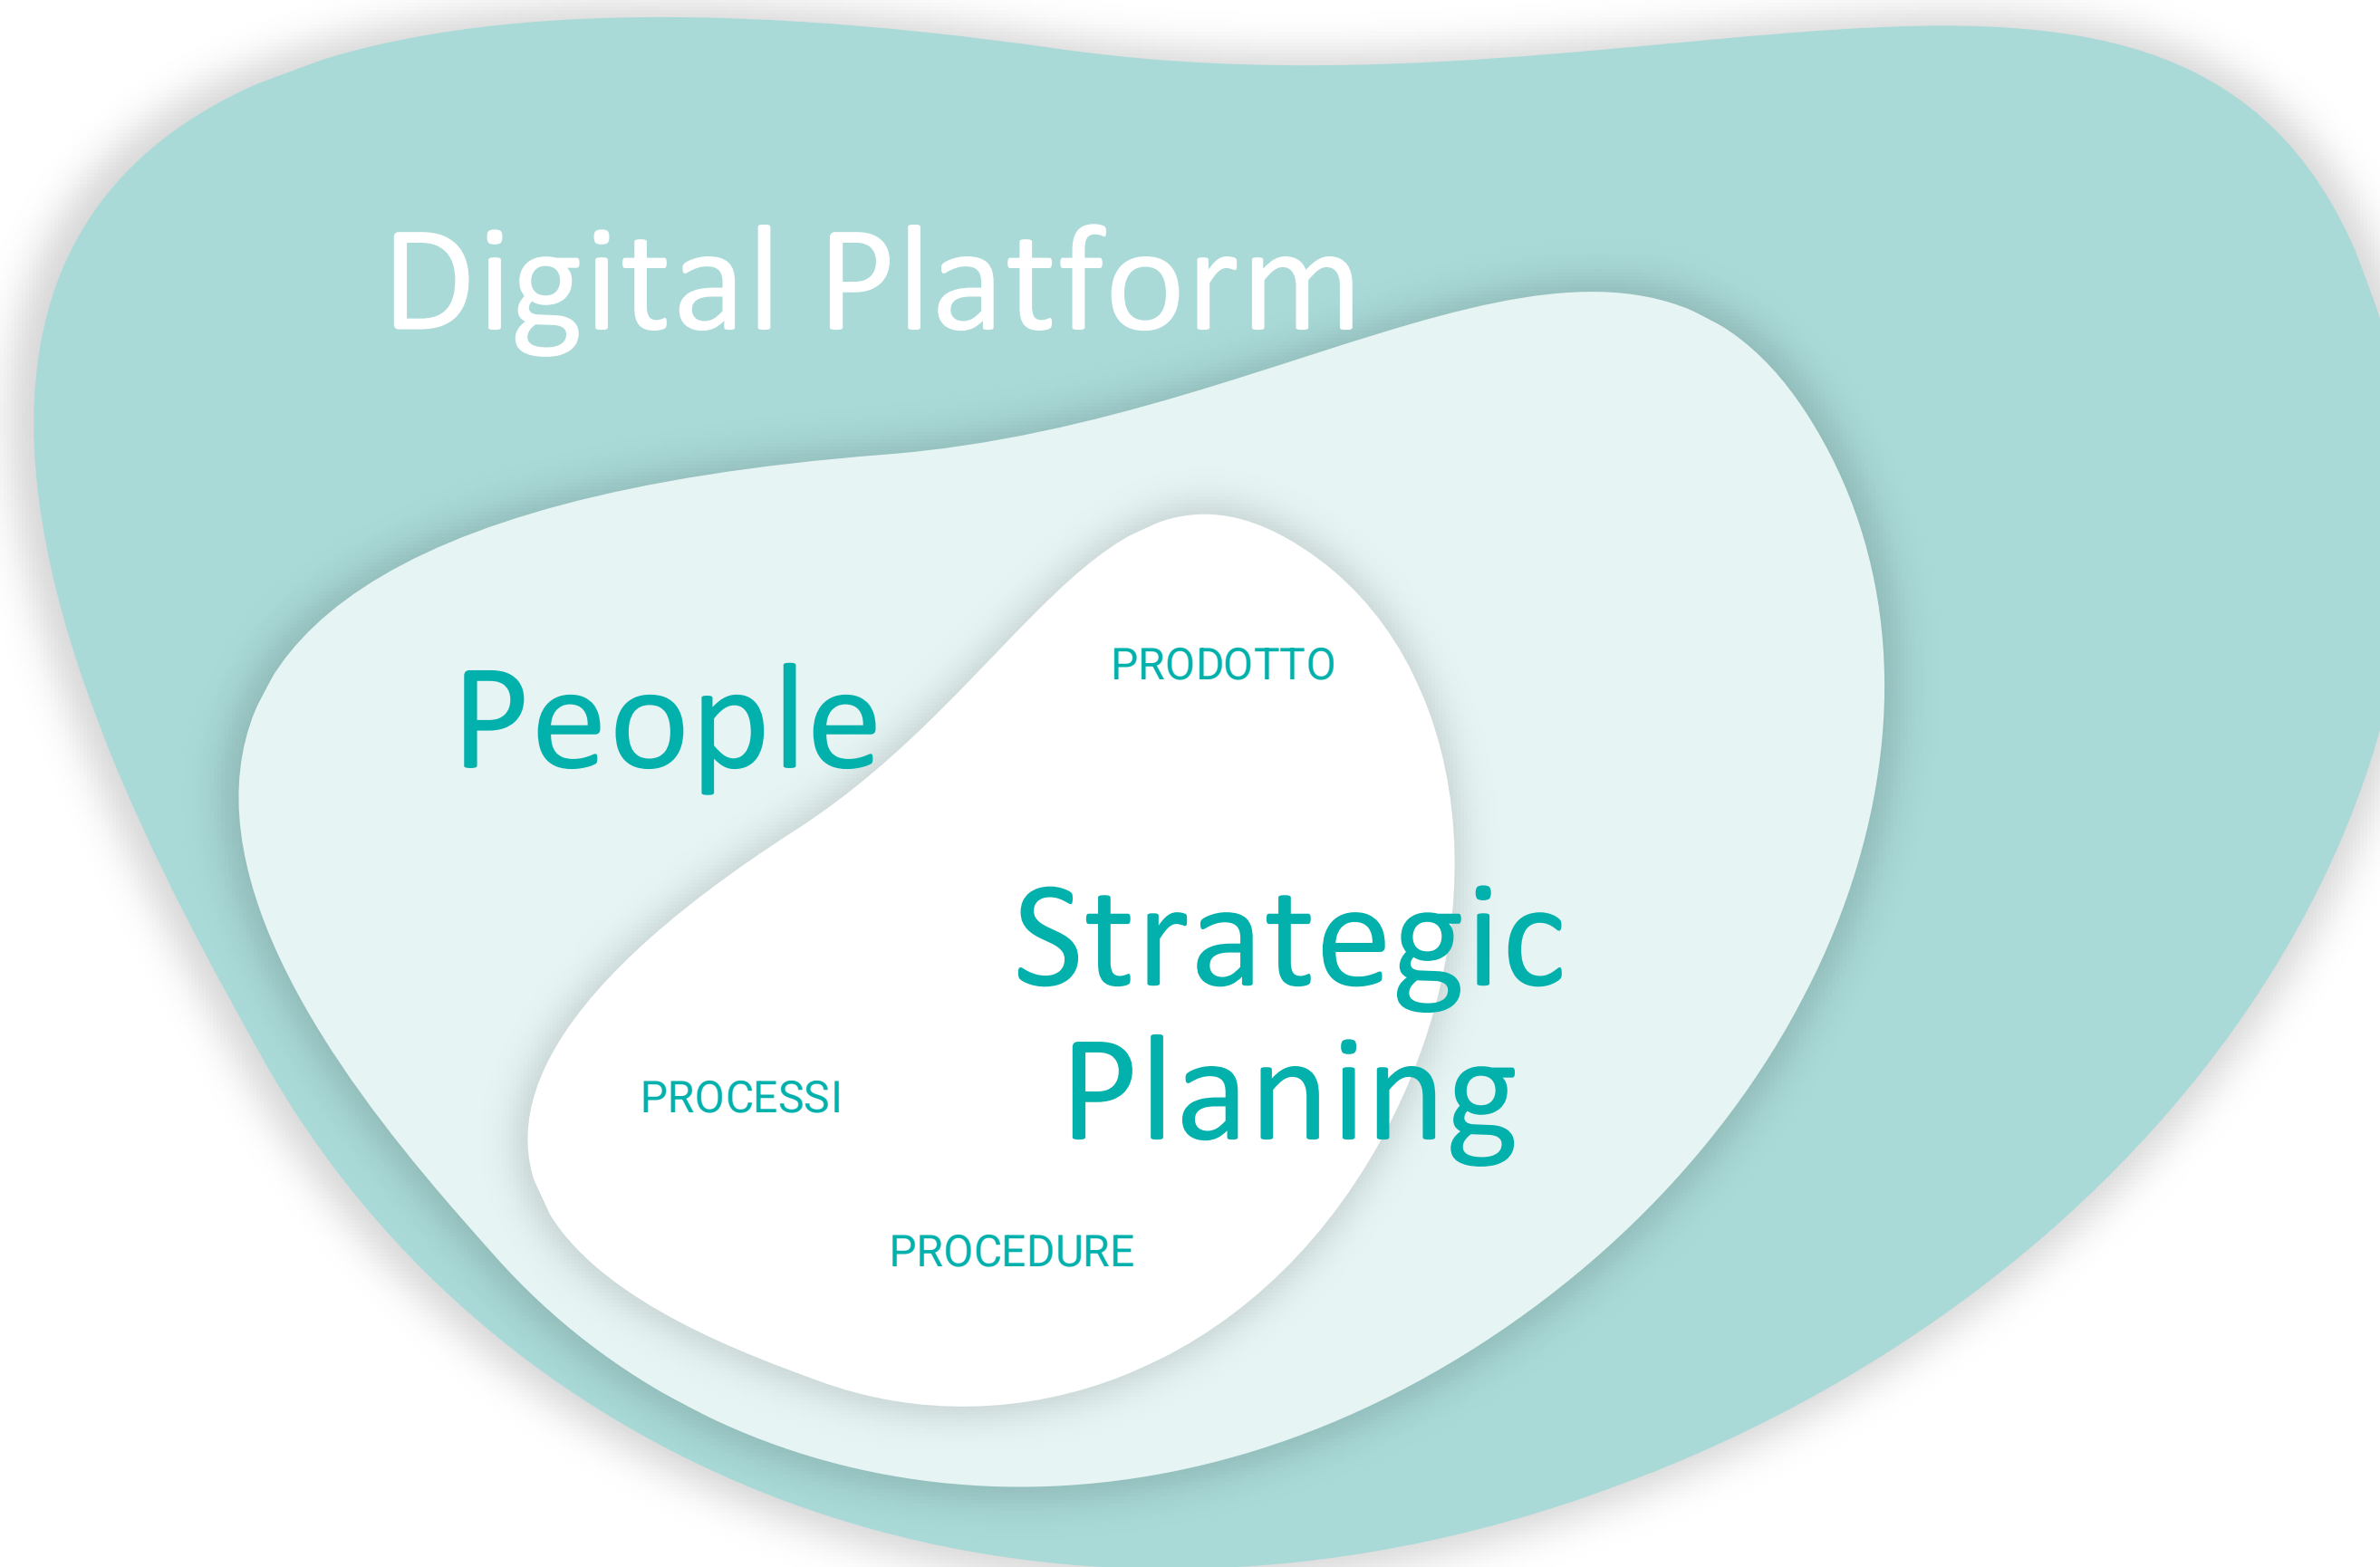 Digital Platform
People
PRODOTTO
Strategic
Planing
PROCESSI
PROCEDURE